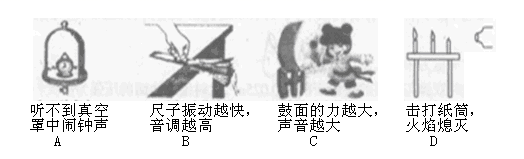 听不到真空
罩中闹钟声
A
尺子振动越快，
音调越高
B
鼓面的力越大，
声音越大
C
击打纸筒，
火焰熄灭
D